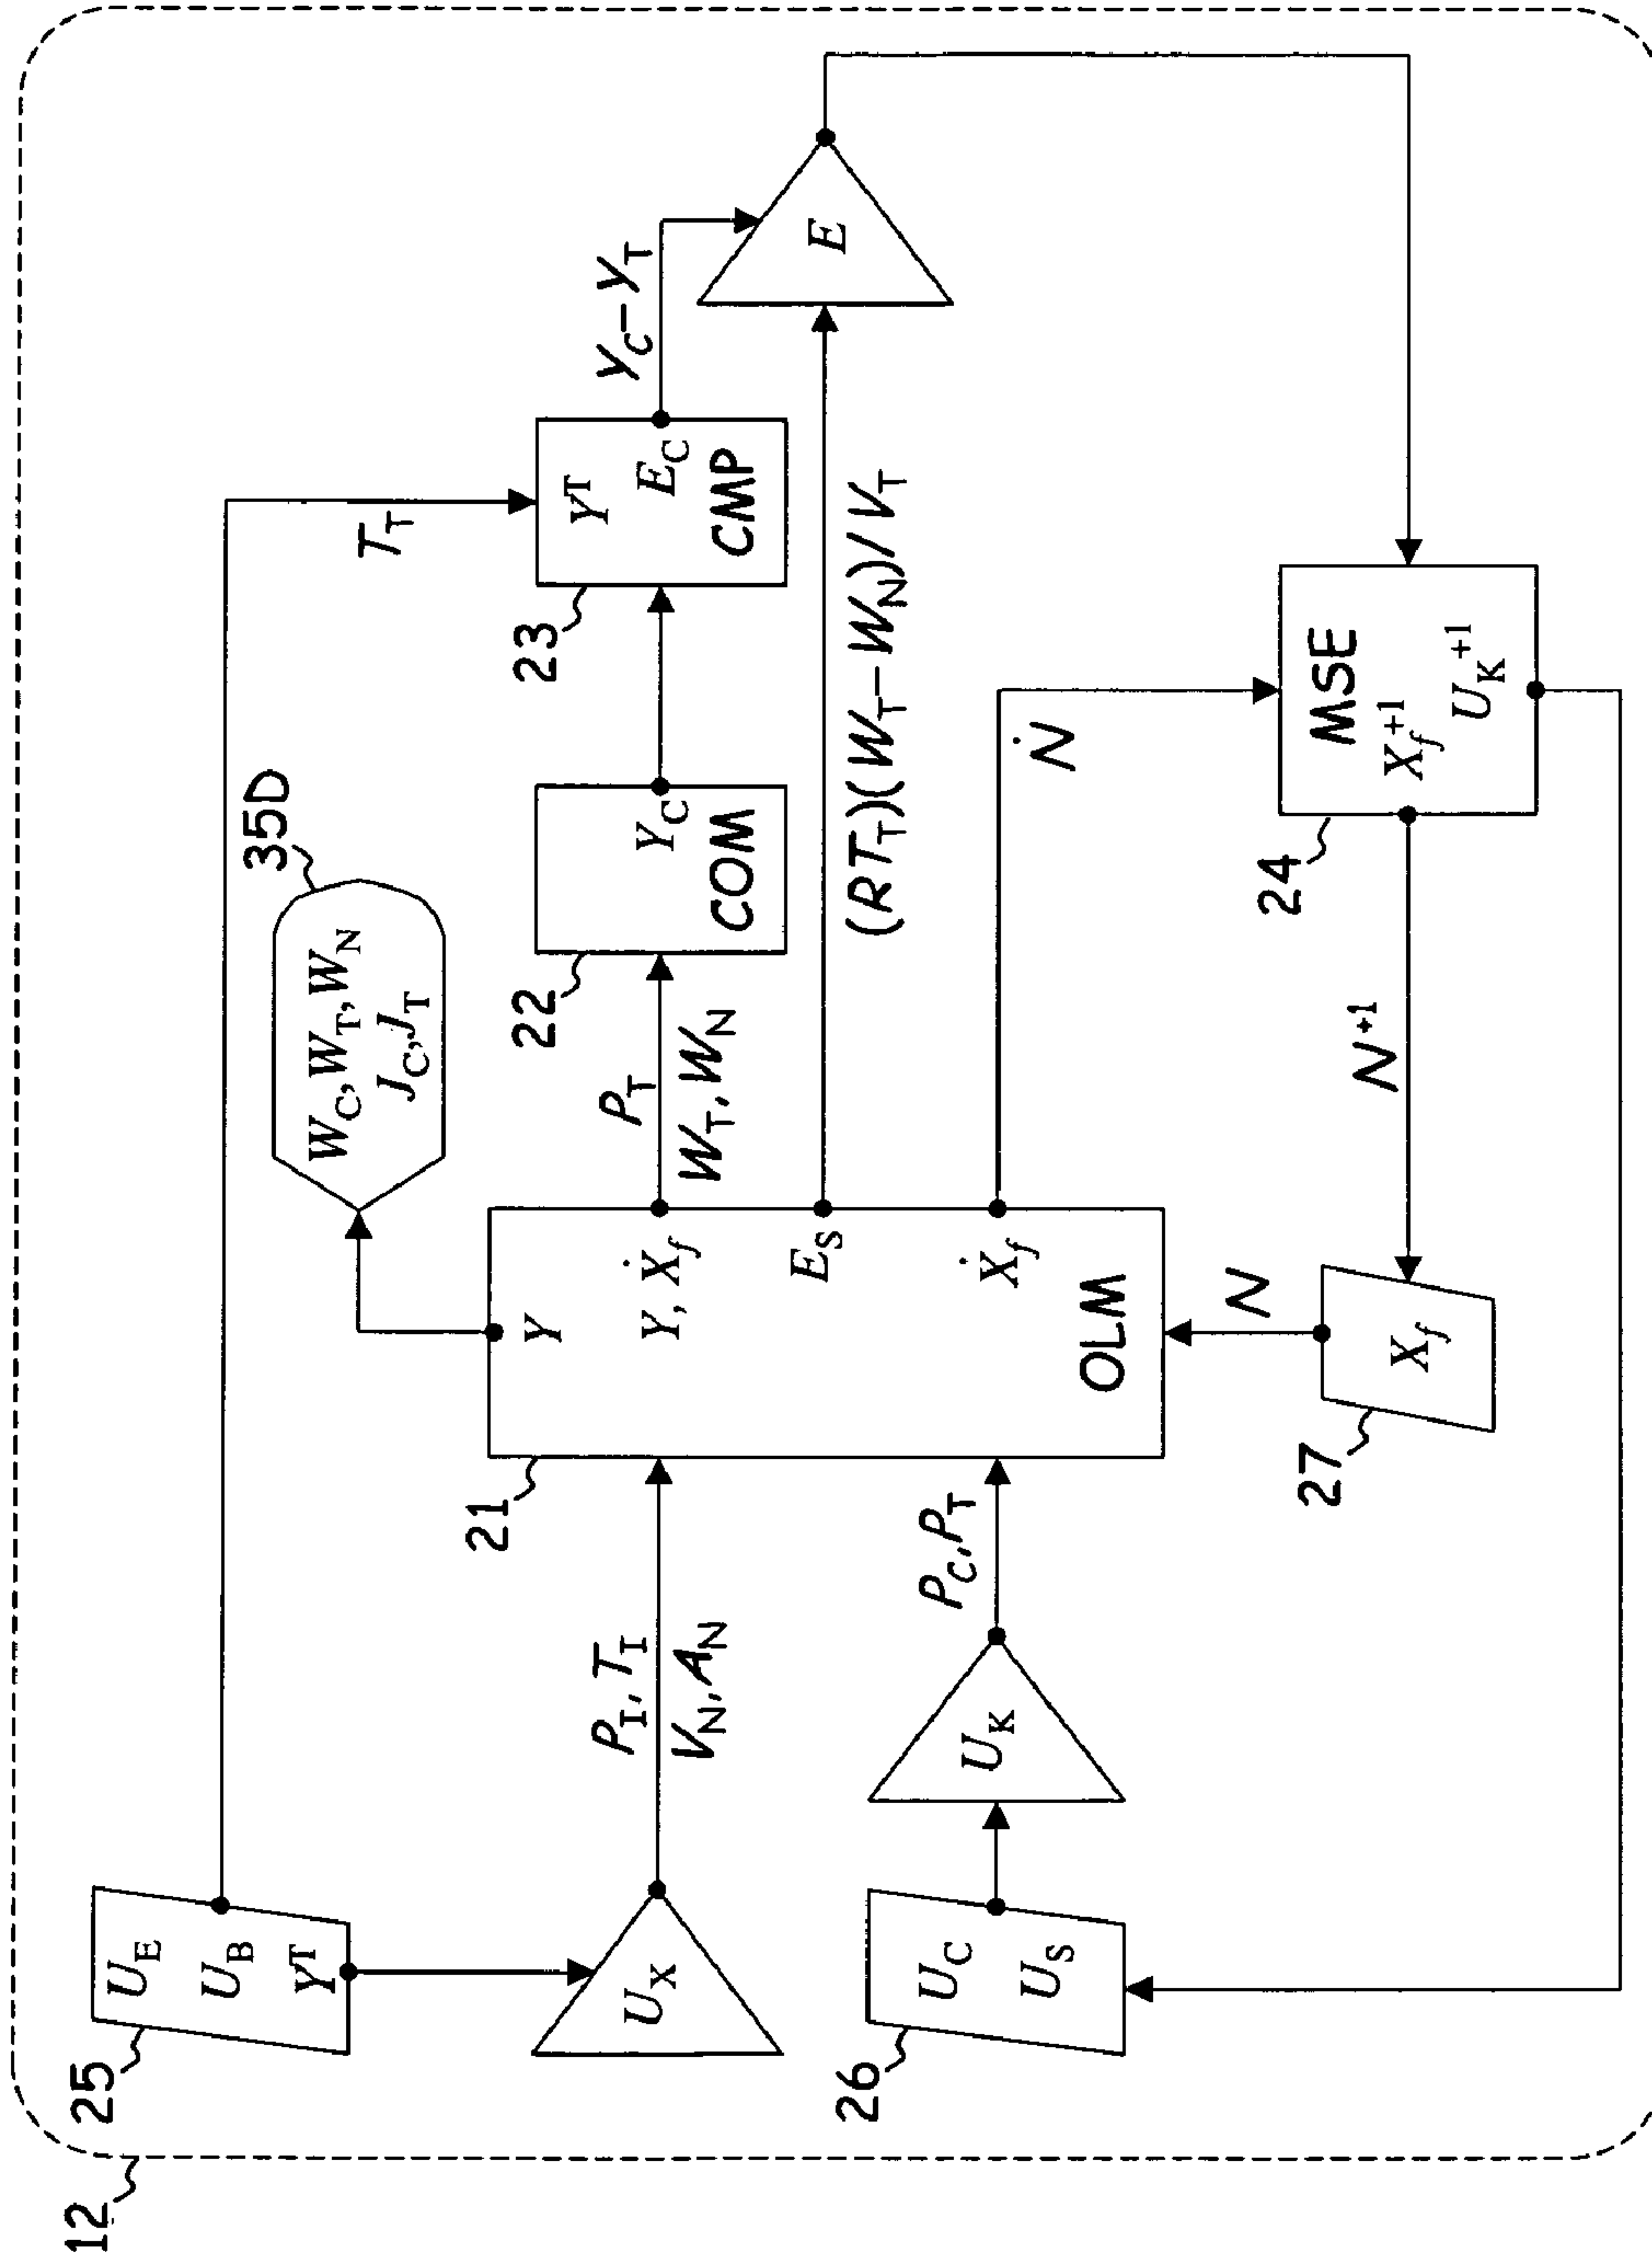 12
25
U_E
U_B
Y^T
U_X
P_I, T_I
V_N, A_N
26
U_C
U_S
U_K
P_C, P_T
21
Y
Y, Ẋ_f
E_S
Ẋ_f
OLM
35D
W_C, W_T, W_N
J_C, J_T
P_T
W_T, W_N
22
Y_C
COM
23
T_T
Y^T
E_C
CMP
Y_C-Y_T
E
(RT_T)(W_T-W_N)/V_T
Ṅ
24
MSE
X_f^{+1}
U_K^{+1}
N^{+1}
27
X_f
N